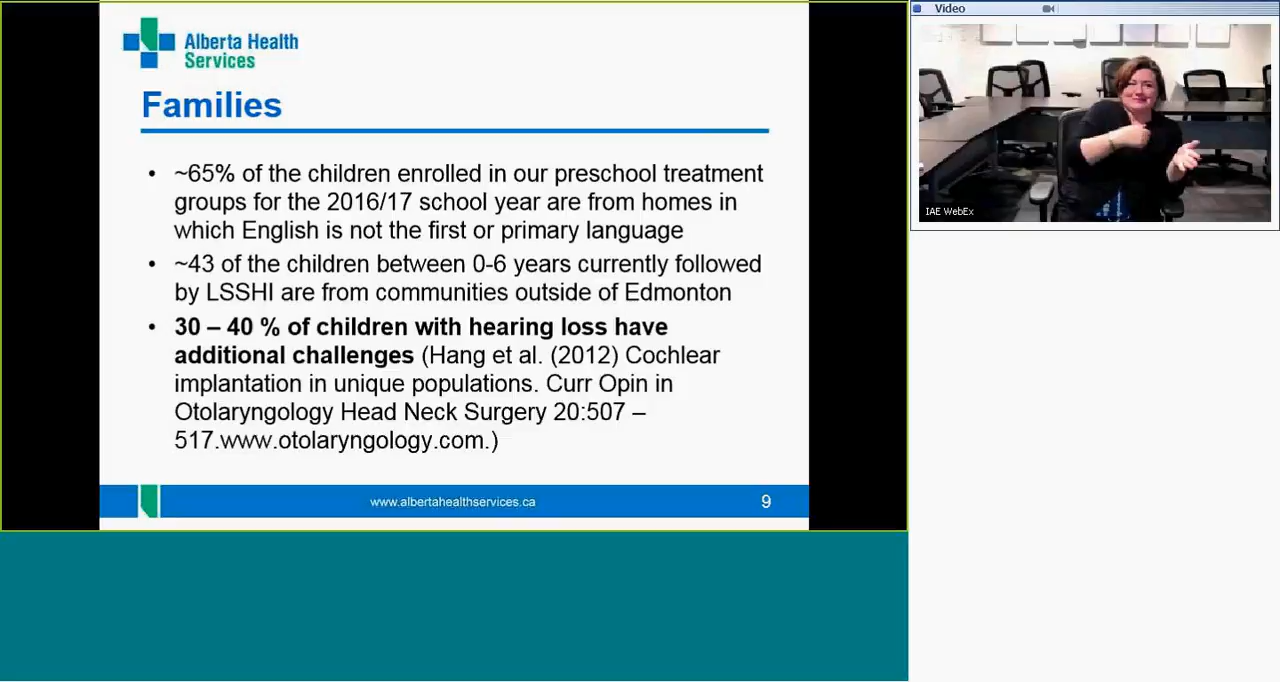 Alberta Health
Services
Families
• ~65% of the children enrolled in our preschool treatment
groups for the 2016/17 school year are from homes in
which English is not the first or primary language
• ~43 of the children between 0-6 years currently followed
by LSSHI are from communities outside of Edmonton
• 30 – 40 % of children with hearing loss have
additional challenges (Hang et al. (2012) Cochlear
implantation in unique populations. Curr Opin in
Otolaryngology Head Neck Surgery 20:507 –
517.www.otolaryngology.com.)
www.albertahealthservices.ca
9
Video
IAE WebEx